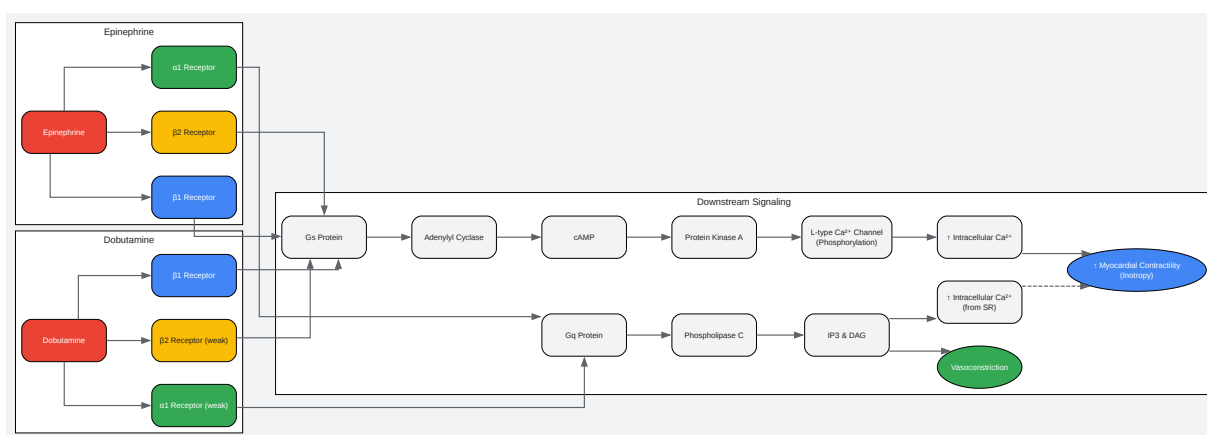 Epinephrine
α1 Receptor
Epinephrine
β2 Receptor
β1 Receptor
Dobutamine
β1 Receptor
Dobutamine
β2 Receptor (weak)
α1 Receptor (weak)
Downstream Signaling
Gs Protein
Adenylyl Cyclase
cAMP
Protein Kinase A
L-type Ca²⁺ Channel
(Phosphorylation)
↑ Intracellular Ca²⁺
↑ Myocardial Contractility
(Inotropy)
↑ Intracellular Ca²⁺
(from SR)
Gq Protein
Phospholipase C
IP3 & DAG
Vasoconstriction